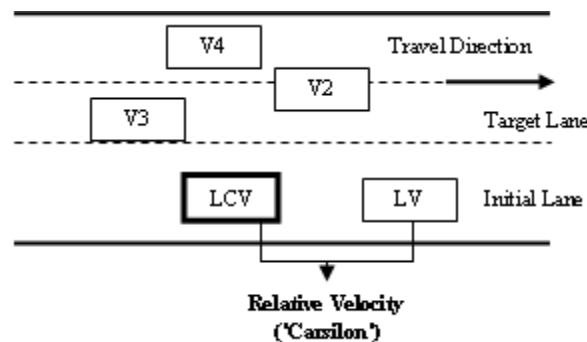 V4
Travel Direction
V2
V3
Target Lane
LCV
LV
Initial Lane
Relative Velocity
('Carsilon')